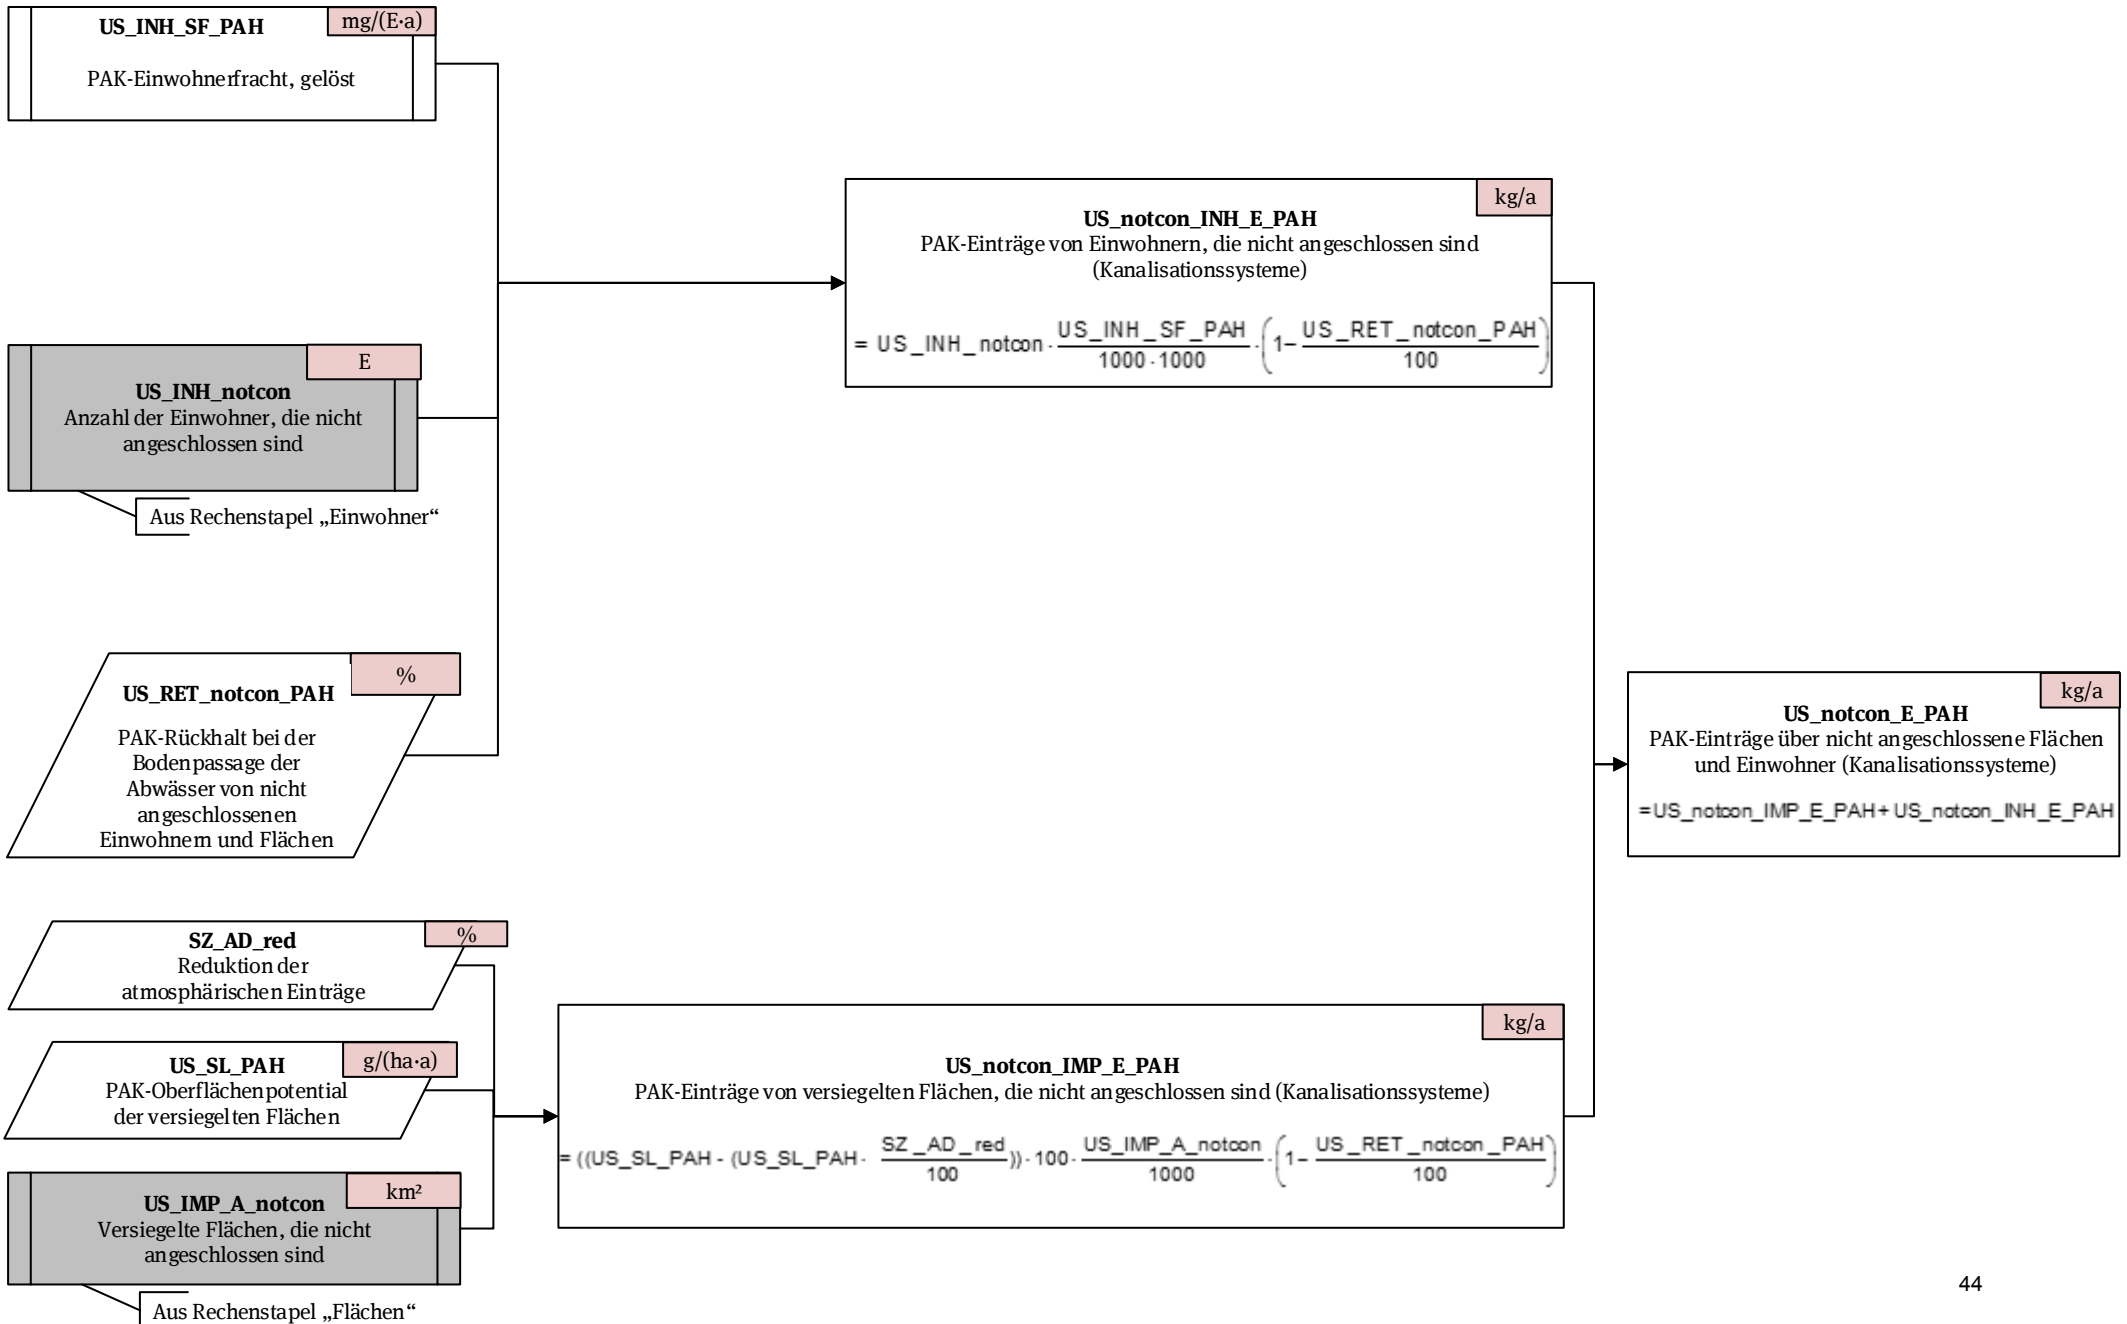 US_INH_SF_PAH
mg/(E·a)
PAK-Einwohnerfracht, gelöst
US_notcon_INH_E_PAH
kg/a
PAK-Einträge von Einwohnern, die nicht angeschlossen sind
(Kanalisationssysteme)
= US_INH_notcon · US_INH_SF_PAH / 1000 · 1000 · (1 − US_RET_notcon_PAH / 100)
E
US_INH_notcon
Anzahl der Einwohner, die nicht
angeschlossen sind
Aus Rechenstapel „Einwohner“
%
US_RET_notcon_PAH
PAK-Rückhalt bei der
Bodenpassage der
Abwässer von nicht
angeschlossenen
Einwohnern und Flächen
kg/a
US_notcon_E_PAH
PAK-Einträge über nicht angeschlossene Flächen
und Einwohner (Kanalisationssysteme)
=US_notcon_IMP_E_PAH+ US_notcon_INH_E_PAH
SZ_AD_red
%
Reduktion der
atmosphärischen Einträge
US_SL_PAH
g/(ha·a)
PAK-Oberflächenpotential
der versiegelten Flächen
kg/a
US_notcon_IMP_E_PAH
PAK-Einträge von versiegelten Flächen, die nicht angeschlossen sind (Kanalisationssysteme)
= ((US_SL_PAH - (US_SL_PAH · SZ_AD_red / 100)) · 100 · US_IMP_A_notcon / 1000 · (1 − US_RET_notcon_PAH / 100)
km²
US_IMP_A_notcon
Versiegelte Flächen, die nicht
angeschlossen sind
Aus Rechenstapel „Flächen“
44